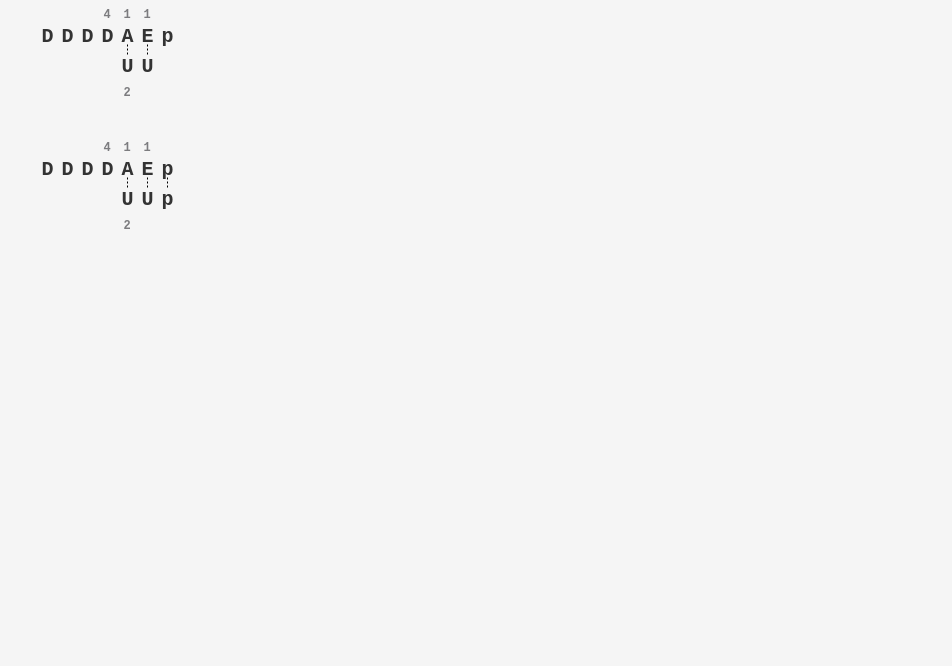 4 1 1
D D D D A E p
U U
2
4 1 1
D D D D A E p
U U p
2